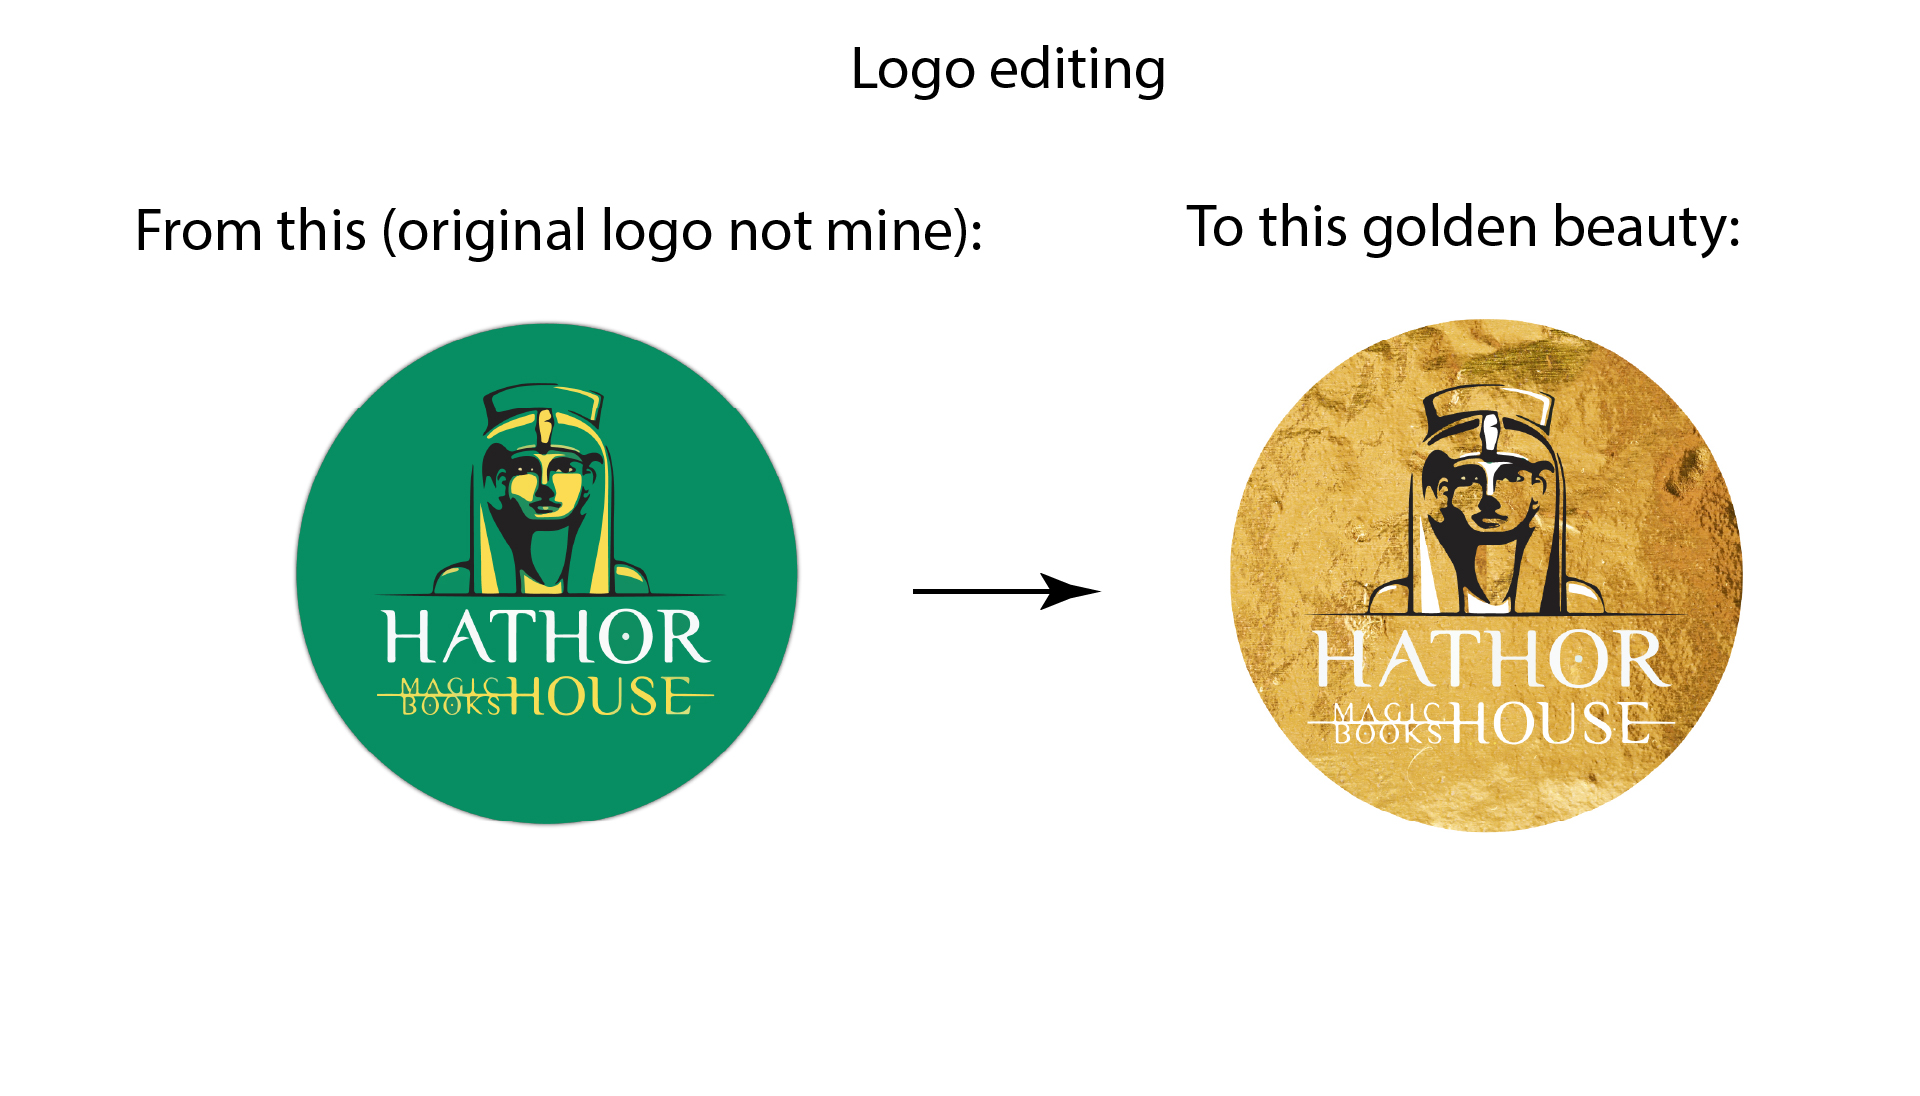 Logo editing
From this (original logo not mine):
To this golden beauty:
HATHOR
MAGIC
BOOKS HOUSE
HATHOR
MAGIC
BOOKS HOUSE